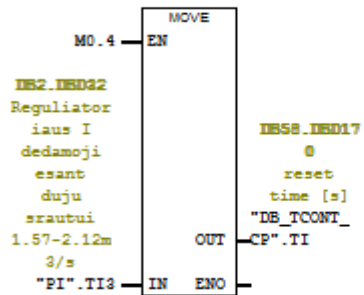 MOVE
M0.4
EN
DB2.DBD32
Reguliator
iaus I
dedamoji
esant
duju
srautui
1.57-2.12m
3/s
"PI".TI3
IN
DB58.DBD17
0
reset
time [s]
"DB_TCONT_
CP".TI
OUT
ENO